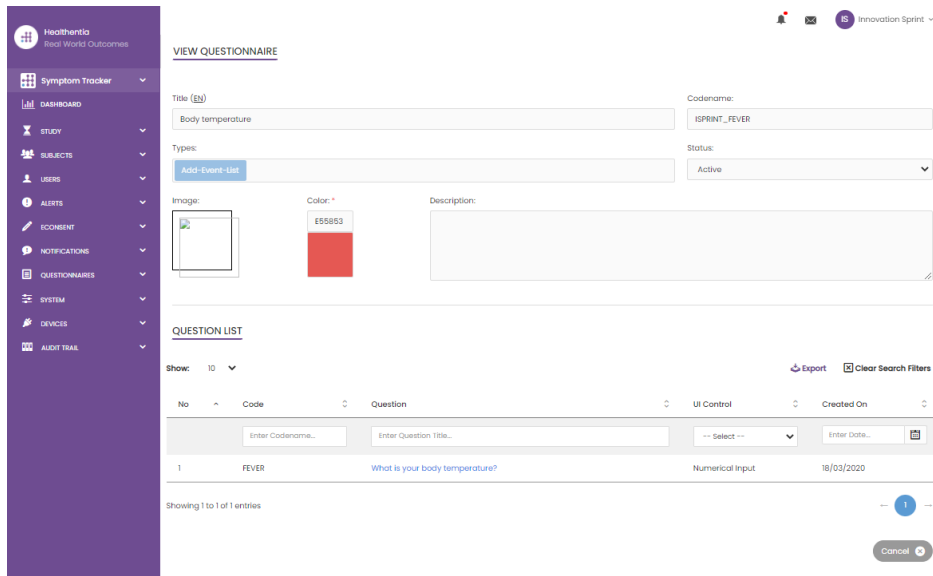 Healthentia
Real World Outcomes
IS Innovation Sprint
VIEW QUESTIONNAIRE
Symptom Tracker
DASHBOARD
STUDY
SUBJECTS
USERS
ALERTS
ECONSENT
NOTIFICATIONS
QUESTIONNAIRES
SYSTEM
DEVICES
AUDIT TRAIL
Title (EN) Codename:
Body temperature ISPRINT_FEVER
Types: Status:
Add-Event-List Active
Image: Color: * Description:
E55853
QUESTION LIST
Show: 10 Export Clear Search Filters
No Code Question UI Control Created On
Enter Codename... Enter Question Title... -- Select -- Enter Date...
1 FEVER What is your body temperature? Numerical Input 18/03/2020
Showing 1 to 1 of 1 entries
← 1 →
Cancel